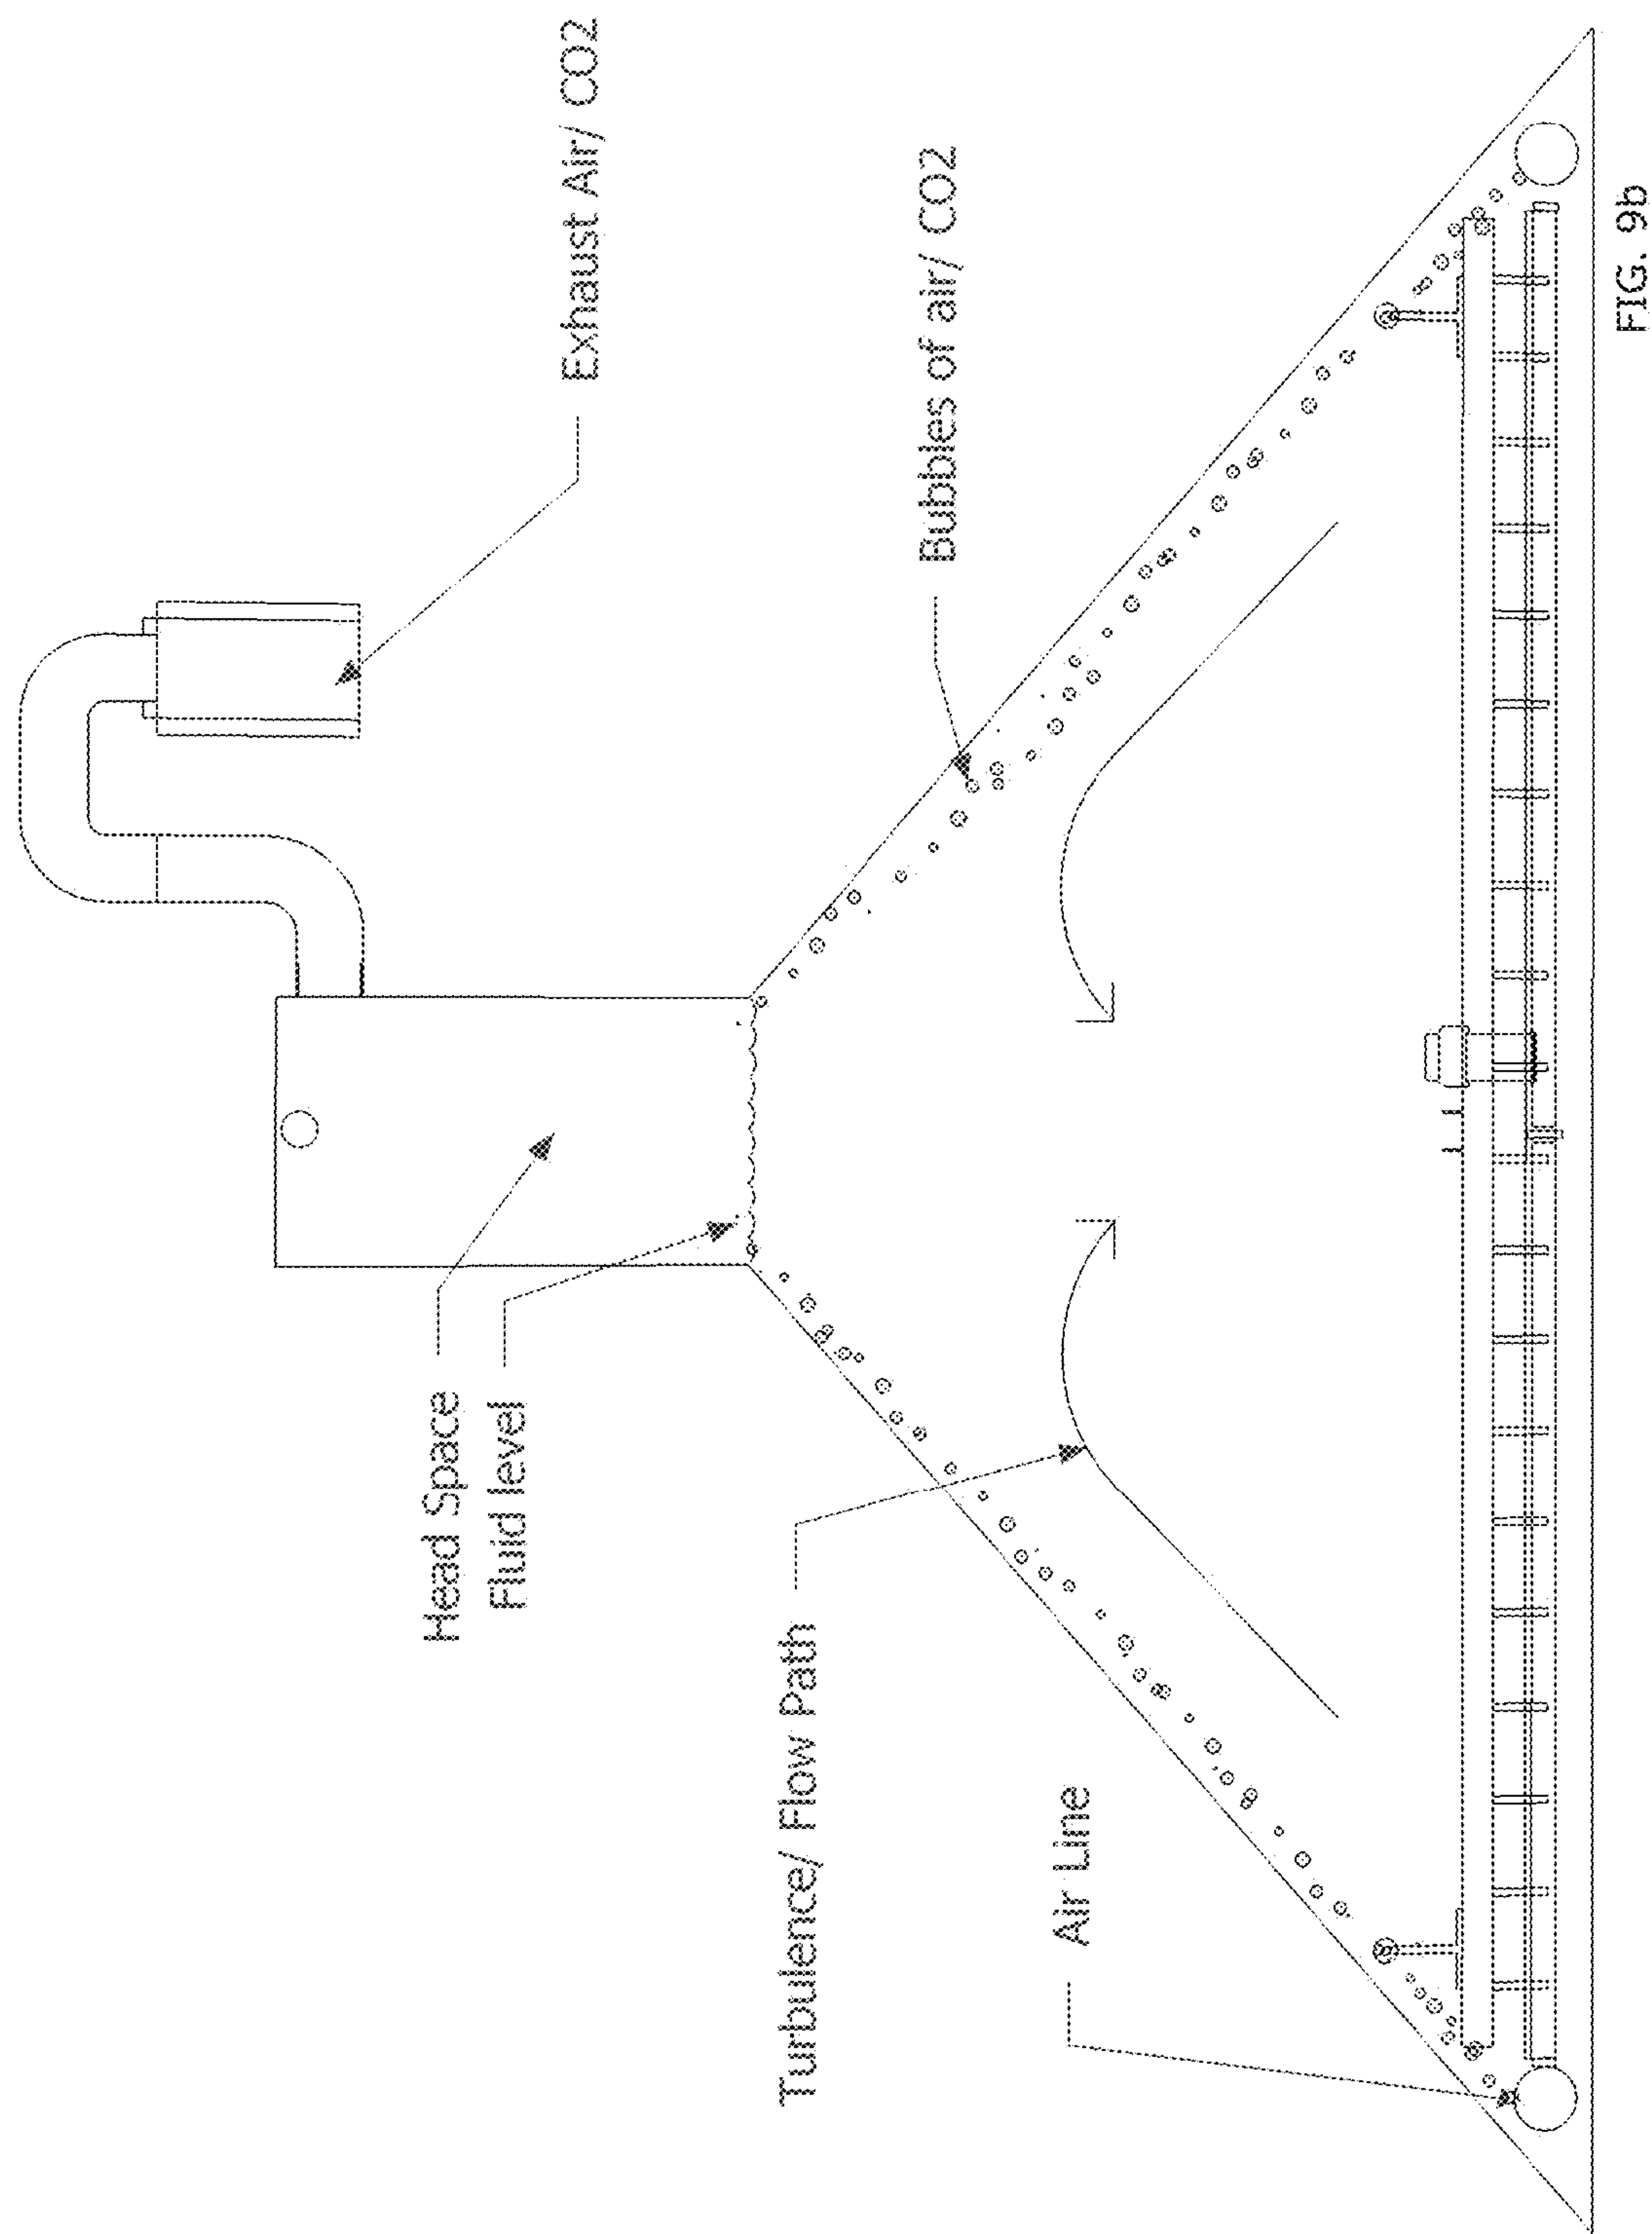 Exhaust Air/ CO2
Head Space
Fluid level
Bubbles of air/ CO2
Turbulence/ Flow Path
Air Line
FIG. 9b